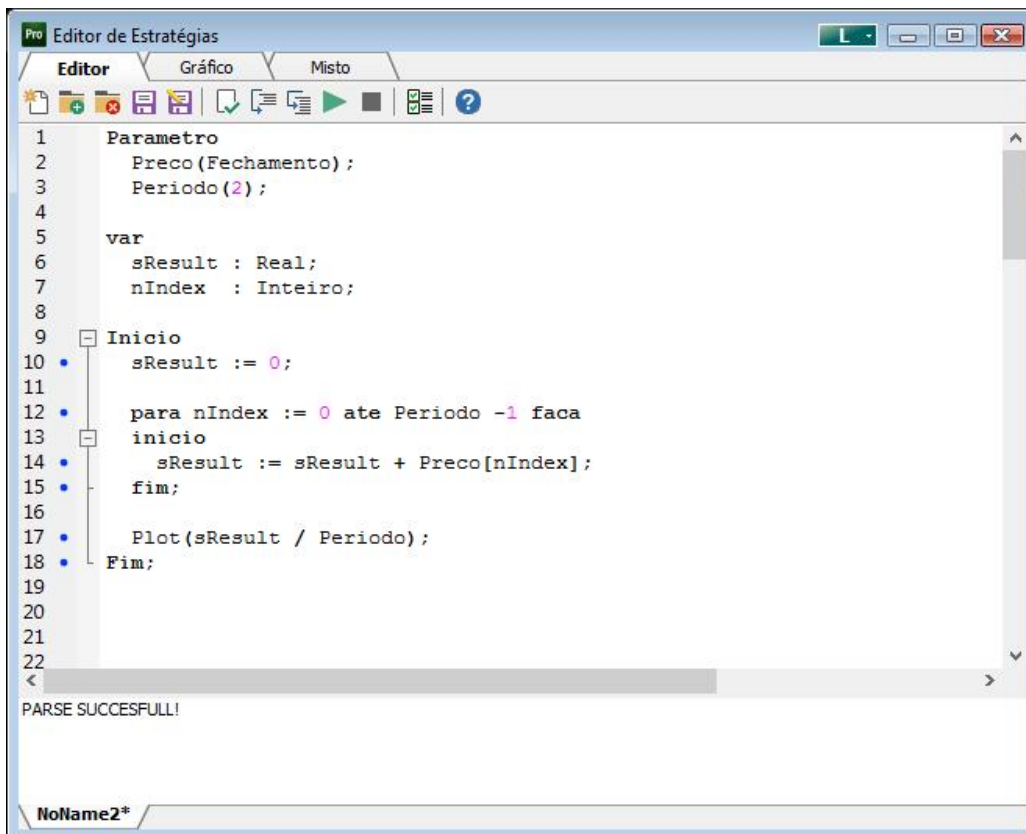 Pro Editor de Estratégias
L
Editor Gráfico Misto
1 Parametro
2 Preco(Fechamento);
3 Periodo(2);
4
5 var
6 sResult : Real;
7 nIndex  : Inteiro;
8
9 Inicio
10 sResult := 0;
11
12 para nIndex := 0 ate Periodo -1 faca
13 inicio
14 sResult := sResult + Preco[nIndex];
15 fim;
16
17 Plot(sResult / Periodo);
18 Fim;
19
20
21
22
PARSE SUCCESFULL!
NoName2*